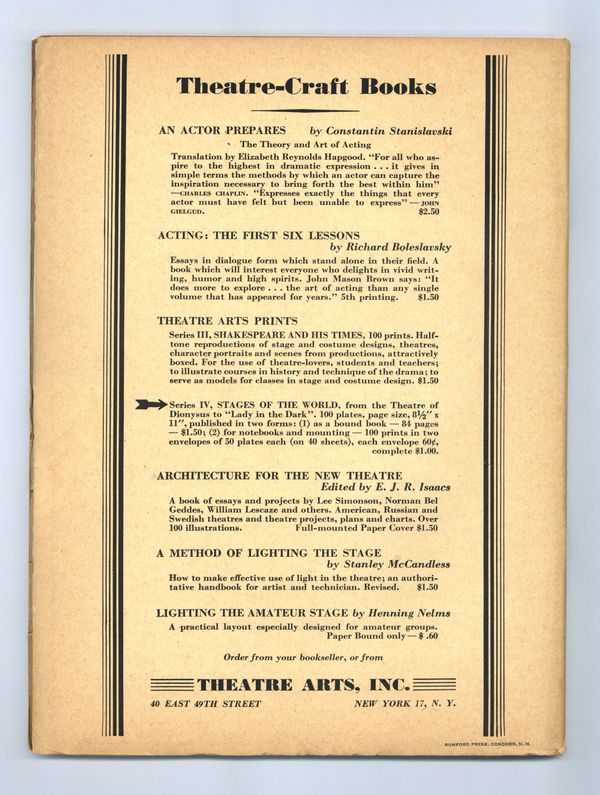 Theatre-Craft Books
AN ACTOR PREPARES by Constantin Stanislavski
The Theory and Art of Acting
Translation by Elizabeth Reynolds Hapgood. "For all who as-
pire to the highest in dramatic expression . . . it gives in
simple terms the methods by which an actor can capture the
inspiration necessary to bring forth the best within him"
—CHARLES CHAPLIN. "Expresses exactly the things that every
actor must have felt but been unable to express" — JOHN
GIELGUD. $2.50
ACTING: THE FIRST SIX LESSONS
by Richard Boleslavsky
Essays in dialogue form which stand alone in their field. A
book which will interest everyone who delights in vivid writ-
ing, humor and high spirits. John Mason Brown says: "It
does more to explore . . . the art of acting than any single
volume that has appeared for years." 5th printing. $1.50
THEATRE ARTS PRINTS
Series III, SHAKESPEARE AND HIS TIMES, 100 prints. Half-
tone reproductions of stage and costume designs, theatres,
character portraits and scenes from productions, attractively
boxed. For the use of theatre-lovers, students and teachers;
to illustrate courses in history and technique of the drama; to
serve as models for classes in stage and costume design. $1.50
Series IV, STAGES OF THE WORLD, from the Theatre of
Dionysus to "Lady in the Dark". 100 plates, page size, 8½″ x
11″, published in two forms: (1) as a bound book — 84 pages
— $1.50; (2) for notebooks and mounting — 100 prints in two
envelopes of 50 plates each (on 40 sheets), each envelope 60¢,
complete $1.00.
ARCHITECTURE FOR THE NEW THEATRE
Edited by E. J. R. Isaacs
A book of essays and projects by Lee Simonson, Norman Bel
Geddes, William Lescaze and others. American, Russian and
Swedish theatres and theatre projects, plans and charts. Over
100 illustrations. Full-mounted Paper Cover $1.50
A METHOD OF LIGHTING THE STAGE
by Stanley McCandless
How to make effective use of light in the theatre; an authori-
tative handbook for artist and technician. Revised. $1.50
LIGHTING THE AMATEUR STAGE by Henning Nelms
A practical layout especially designed for amateur groups.
Paper Bound only — $ .60
Order from your bookseller, or from
THEATRE ARTS, INC.
40 EAST 49TH STREET NEW YORK 17, N. Y.
RUMFORD PRESS, CONCORD, N. H.